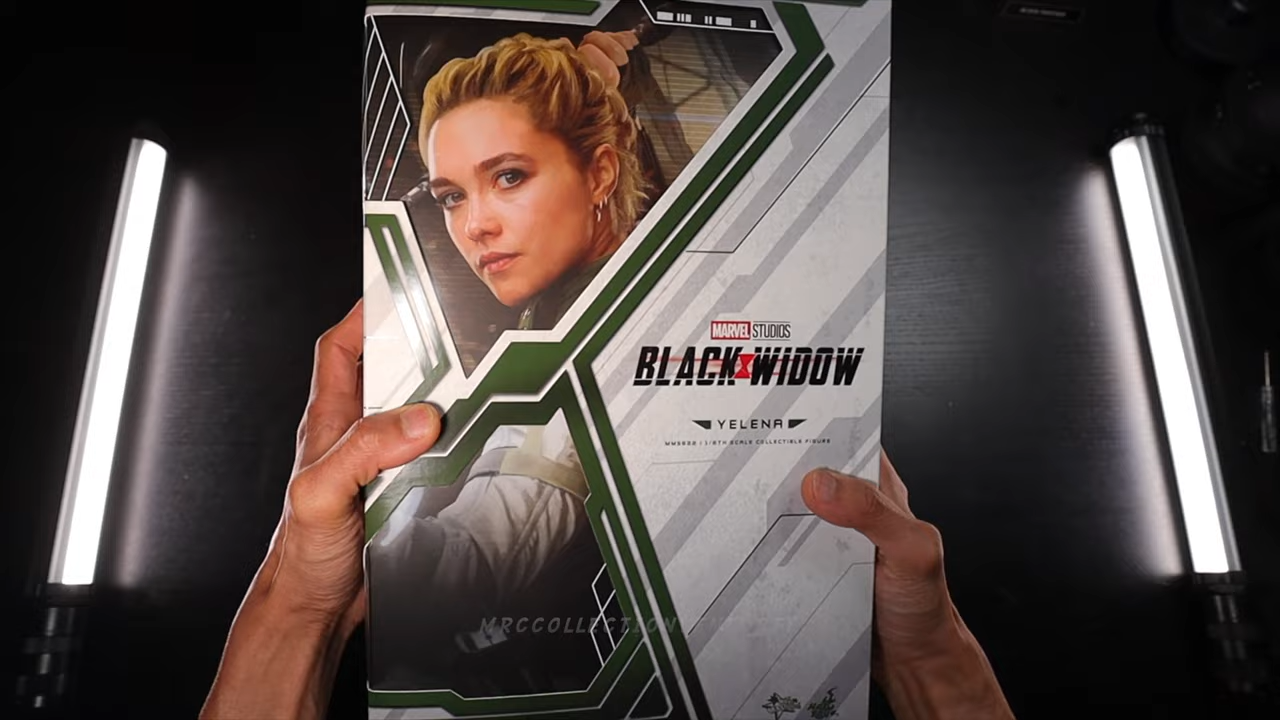 MARVEL STUDIOS
BLACK WIDOW
YELENA
MMS622 | 1/6TH SCALE COLLECTIBLE FIGURE
MRCCOLLECTION